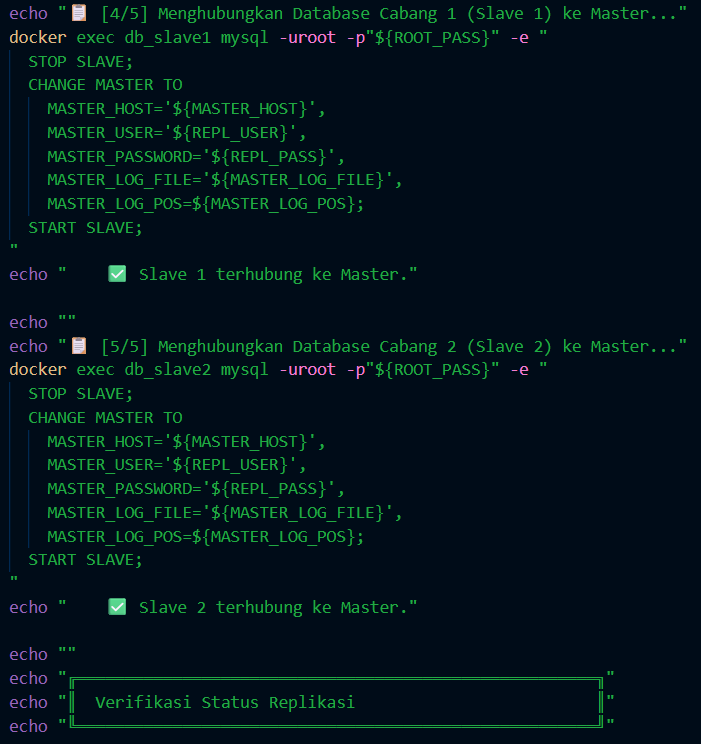 echo "📋 [4/5] Menghubungkan Database Cabang 1 (Slave 1) ke Master..."
docker exec db_slave1 mysql -uroot -p"${ROOT_PASS}" -e "
  STOP SLAVE;
  CHANGE MASTER TO
    MASTER_HOST='${MASTER_HOST}',
    MASTER_USER='${REPL_USER}',
    MASTER_PASSWORD='${REPL_PASS}',
    MASTER_LOG_FILE='${MASTER_LOG_FILE}',
    MASTER_LOG_POS=${MASTER_LOG_POS};
  START SLAVE;
"
echo "    ✅ Slave 1 terhubung ke Master."

echo ""
echo "📋 [5/5] Menghubungkan Database Cabang 2 (Slave 2) ke Master..."
docker exec db_slave2 mysql -uroot -p"${ROOT_PASS}" -e "
  STOP SLAVE;
  CHANGE MASTER TO
    MASTER_HOST='${MASTER_HOST}',
    MASTER_USER='${REPL_USER}',
    MASTER_PASSWORD='${REPL_PASS}',
    MASTER_LOG_FILE='${MASTER_LOG_FILE}',
    MASTER_LOG_POS=${MASTER_LOG_POS};
  START SLAVE;
"
echo "    ✅ Slave 2 terhubung ke Master."

echo ""
echo "╔══════════════════════════════════════════════════════╗"
echo "║  Verifikasi Status Replikasi                         ║"
echo "╚══════════════════════════════════════════════════════╝"